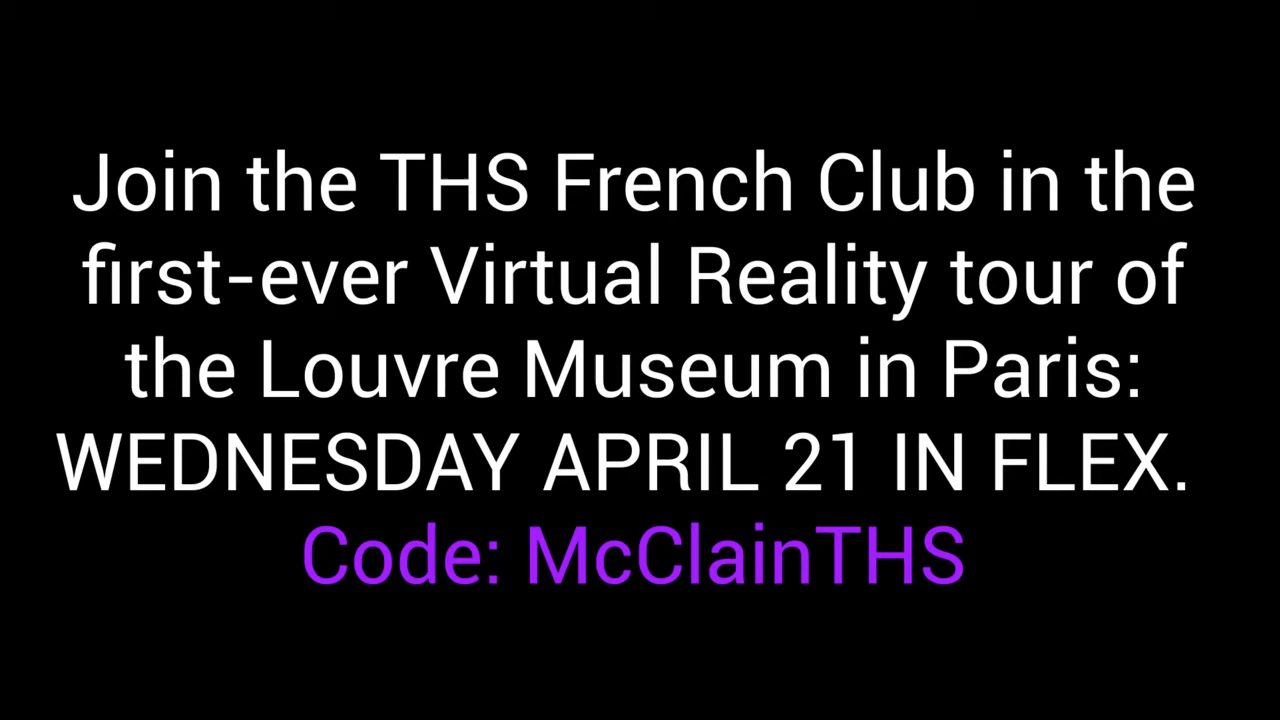 Join the THS French Club in the
first-ever Virtual Reality tour of
the Louvre Museum in Paris:
WEDNESDAY APRIL 21 IN FLEX.
Code: McClainTHS